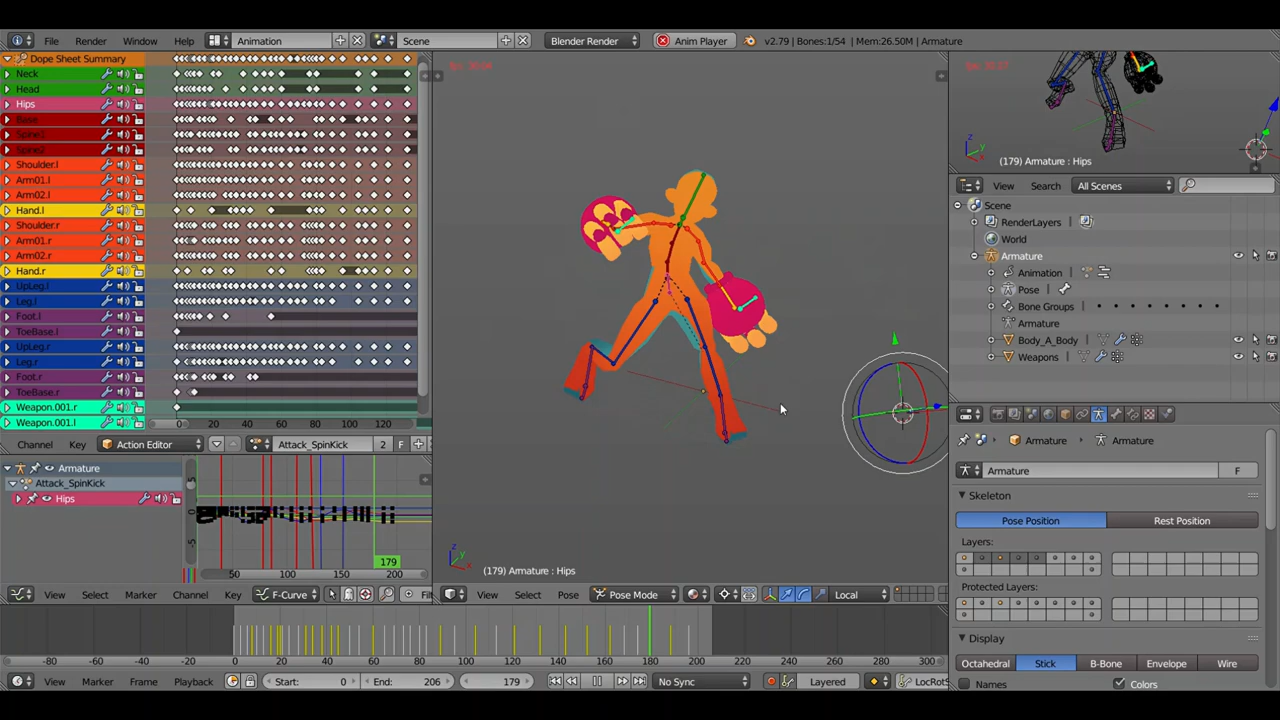 File Render Window Help Animation Scene Blender Render Anim Player v2.79 | Bones:1/54 | Mem:26.50M | Armature
Dope Sheet Summary
Neck
Head
Hips
Base
Spine1
Spine2
Shoulder.l
Arm01.l
Arm02.l
Hand.l
Shoulder.r
Arm01.r
Arm02.r
Hand.r
UpLeg.l
Leg.l
Foot.l
ToeBase.l
UpLeg.r
Leg.r
Foot.r
ToeBase.r
Weapon.001.r
Weapon.001.l
20 40 60 80 100 120
Channel Key Action Editor Attack_SpinKick 2 F
Armature
Attack_SpinKick
Hips
5
0
-5
179
50 100 150 200
View Select Marker Channel Key F-Curve Fil
(179) Armature : Hips
View Select Pose Pose Mode Local
-80 -60 -40 -20 0 20 40 60 80 100 120 140 160 180 200 220 240 260 280 300
View Marker Frame Playback Start: 0 End: 206 179 No Sync Layered LocRotS
(179) Armature : Hips
View Search All Scenes
Scene
RenderLayers
World
Armature
Animation
Pose
Bone Groups
Armature
Body_A_Body
Weapons
Armature Armature
Armature F
Skeleton
Pose Position Rest Position
Layers:
Protected Layers:
Display
Octahedral Stick B-Bone Envelope Wire
Names Colors